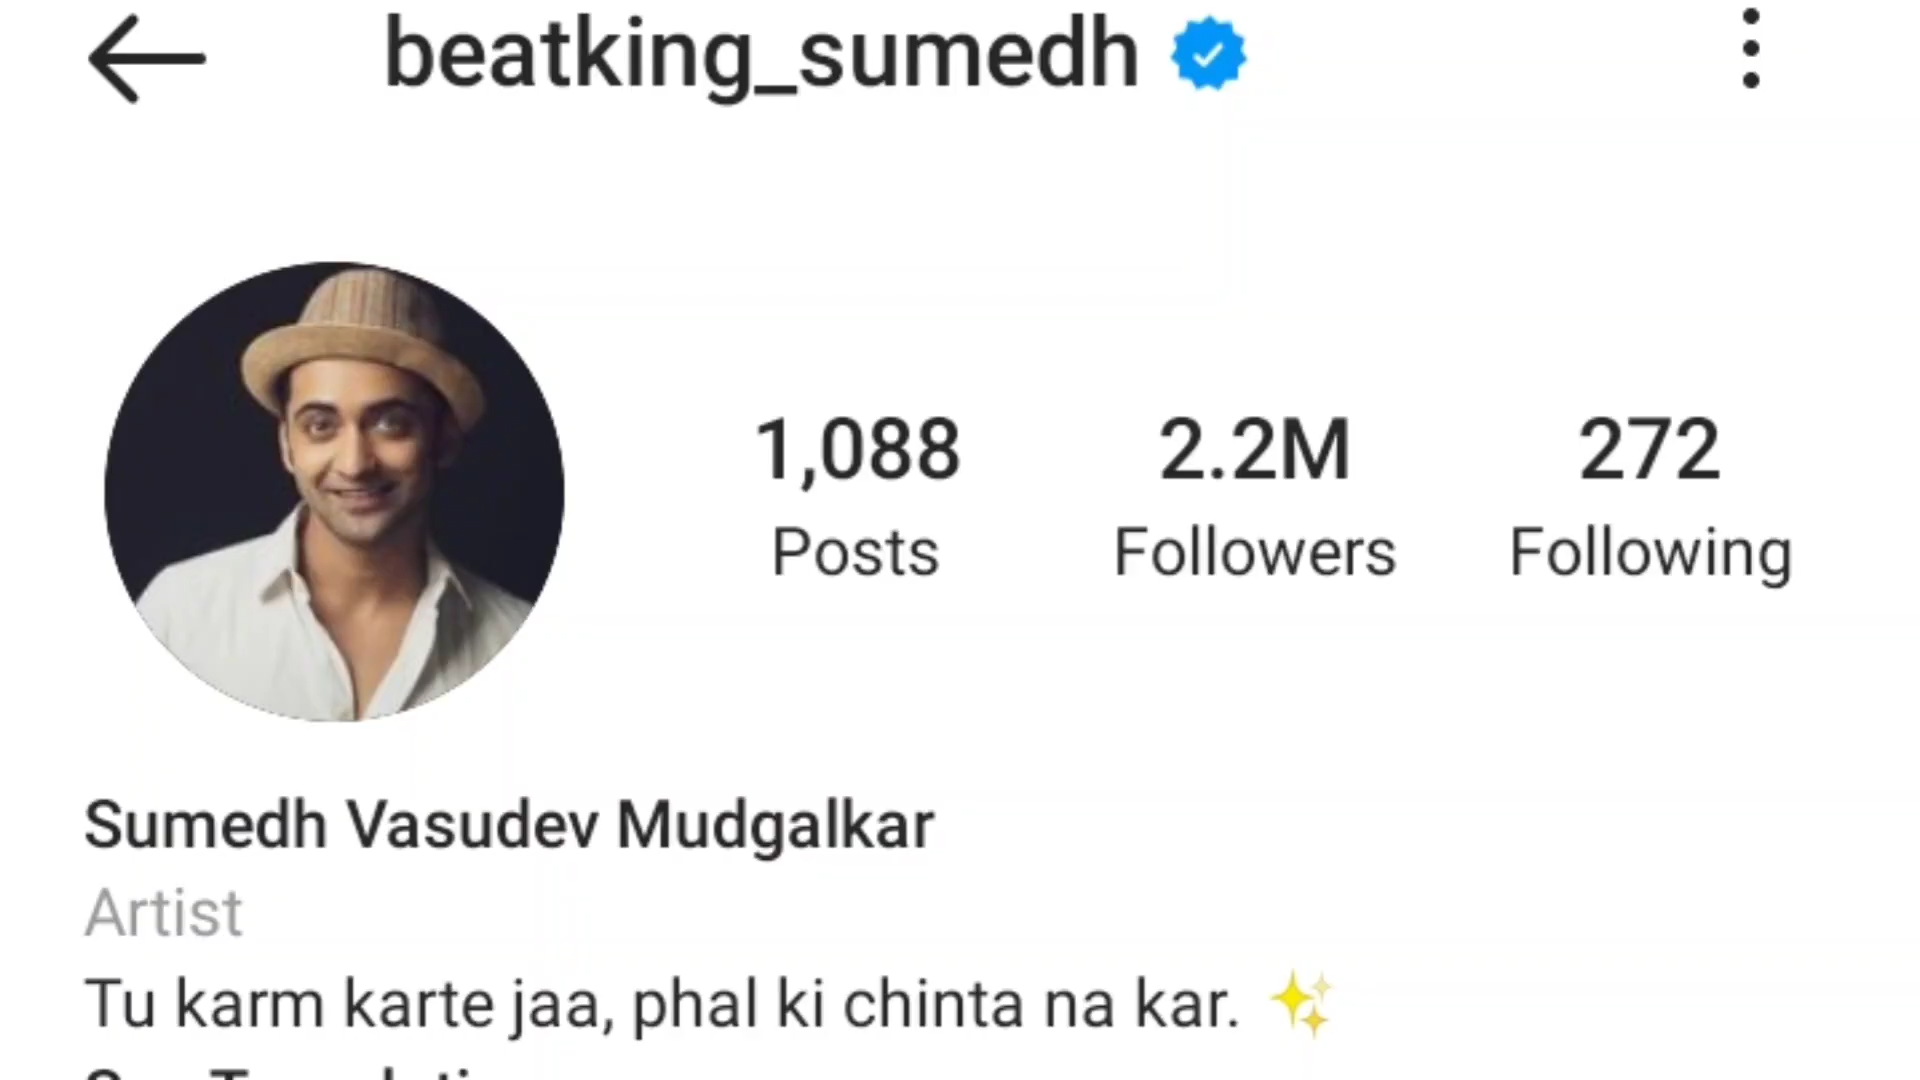 beatking_sumedh
1,088 2.2M 272
Posts Followers Following
Sumedh Vasudev Mudgalkar
Artist
Tu karm karte jaa, phal ki chinta na kar. ✨